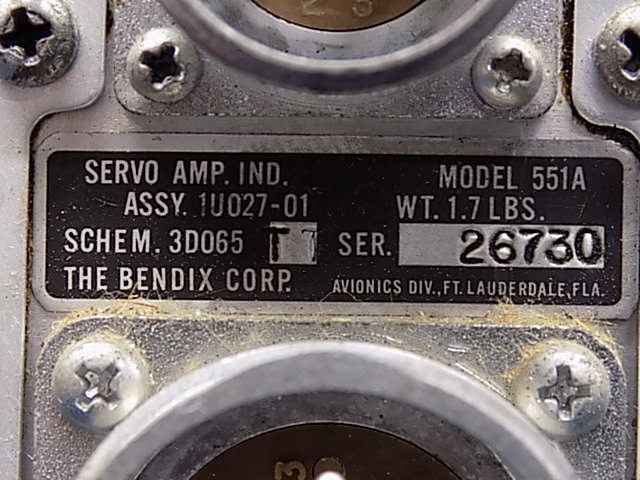 SERVO AMP. IND. MODEL 551A
ASSY. 1U027-01 WT. 1.7 LBS.
SCHEM. 3D065 T SER. 26730
THE BENDIX CORP. AVIONICS DIV., FT. LAUDERDALE, FLA.
3